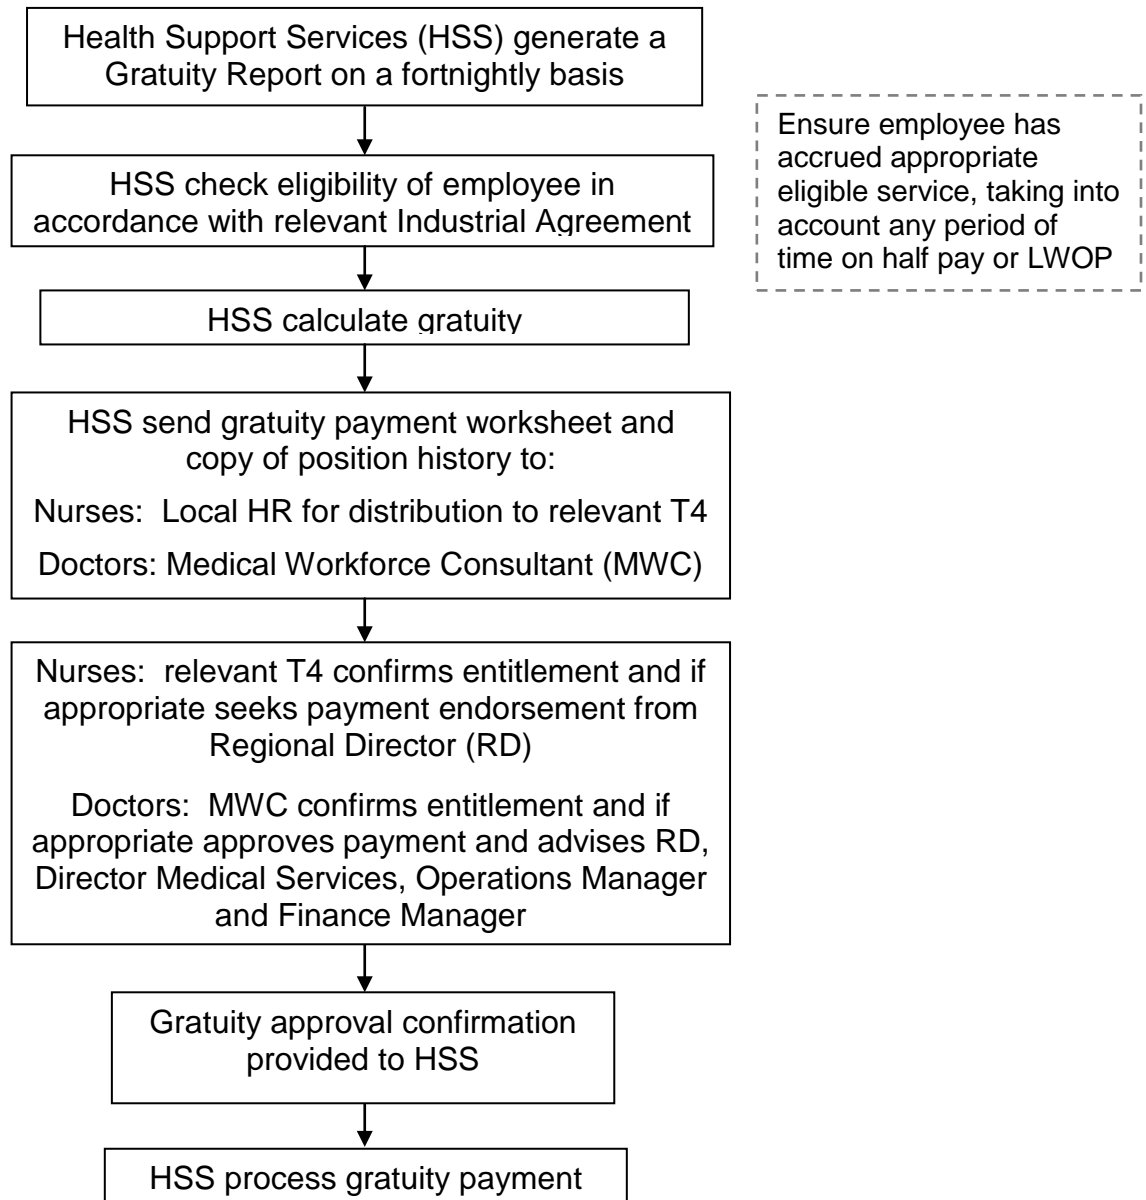 Health Support Services (HSS) generate a
Gratuity Report on a fortnightly basis
Ensure employee has
accrued appropriate
eligible service, taking into
account any period of
time on half pay or LWOP
HSS check eligibility of employee in
accordance with relevant Industrial Agreement
HSS calculate gratuity
HSS send gratuity payment worksheet and
copy of position history to:
Nurses: Local HR for distribution to relevant T4
Doctors: Medical Workforce Consultant (MWC)
Nurses: relevant T4 confirms entitlement and if
appropriate seeks payment endorsement from
Regional Director (RD)
Doctors: MWC confirms entitlement and if
appropriate approves payment and advises RD,
Director Medical Services, Operations Manager
and Finance Manager
Gratuity approval confirmation
provided to HSS
HSS process gratuity payment